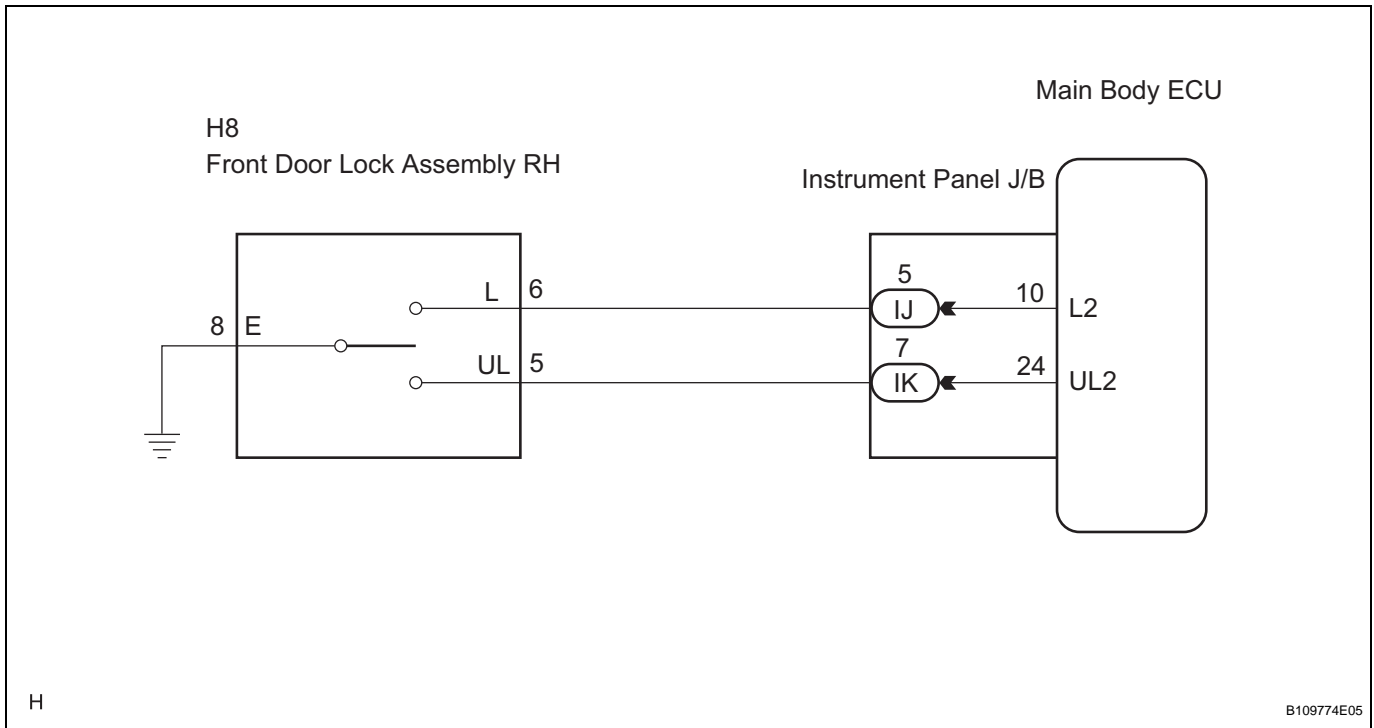 Main Body ECU
H8
Front Door Lock Assembly RH
Instrument Panel J/B
L 6 5 IJ 10 L2
8 E
UL 5 7 IK 24 UL2
H
B109774E05